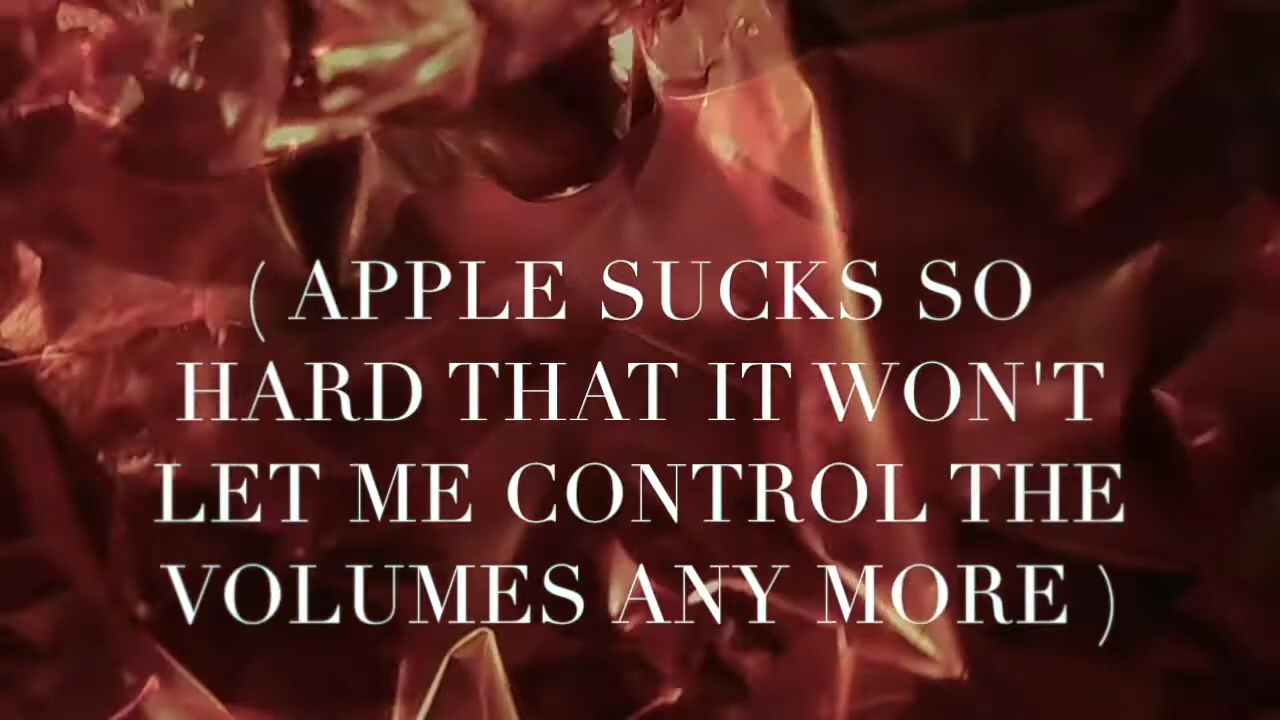 ( APPLE SUCKS SO
HARD THAT IT WON'T
LET ME CONTROL THE
VOLUMES ANY MORE )